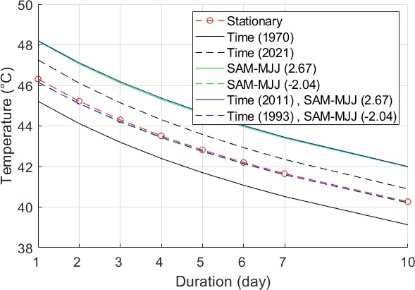 50
48
46
44
42
40
38
Temperature (°C)
Stationary
Time (1970)
Time (2021)
SAM-MJJ (2.67)
SAM-MJJ (-2.04)
Time (2011) , SAM-MJJ (2.67)
Time (1993) , SAM-MJJ (-2.04)
1 2 3 4 5 6 7 10
Duration (day)